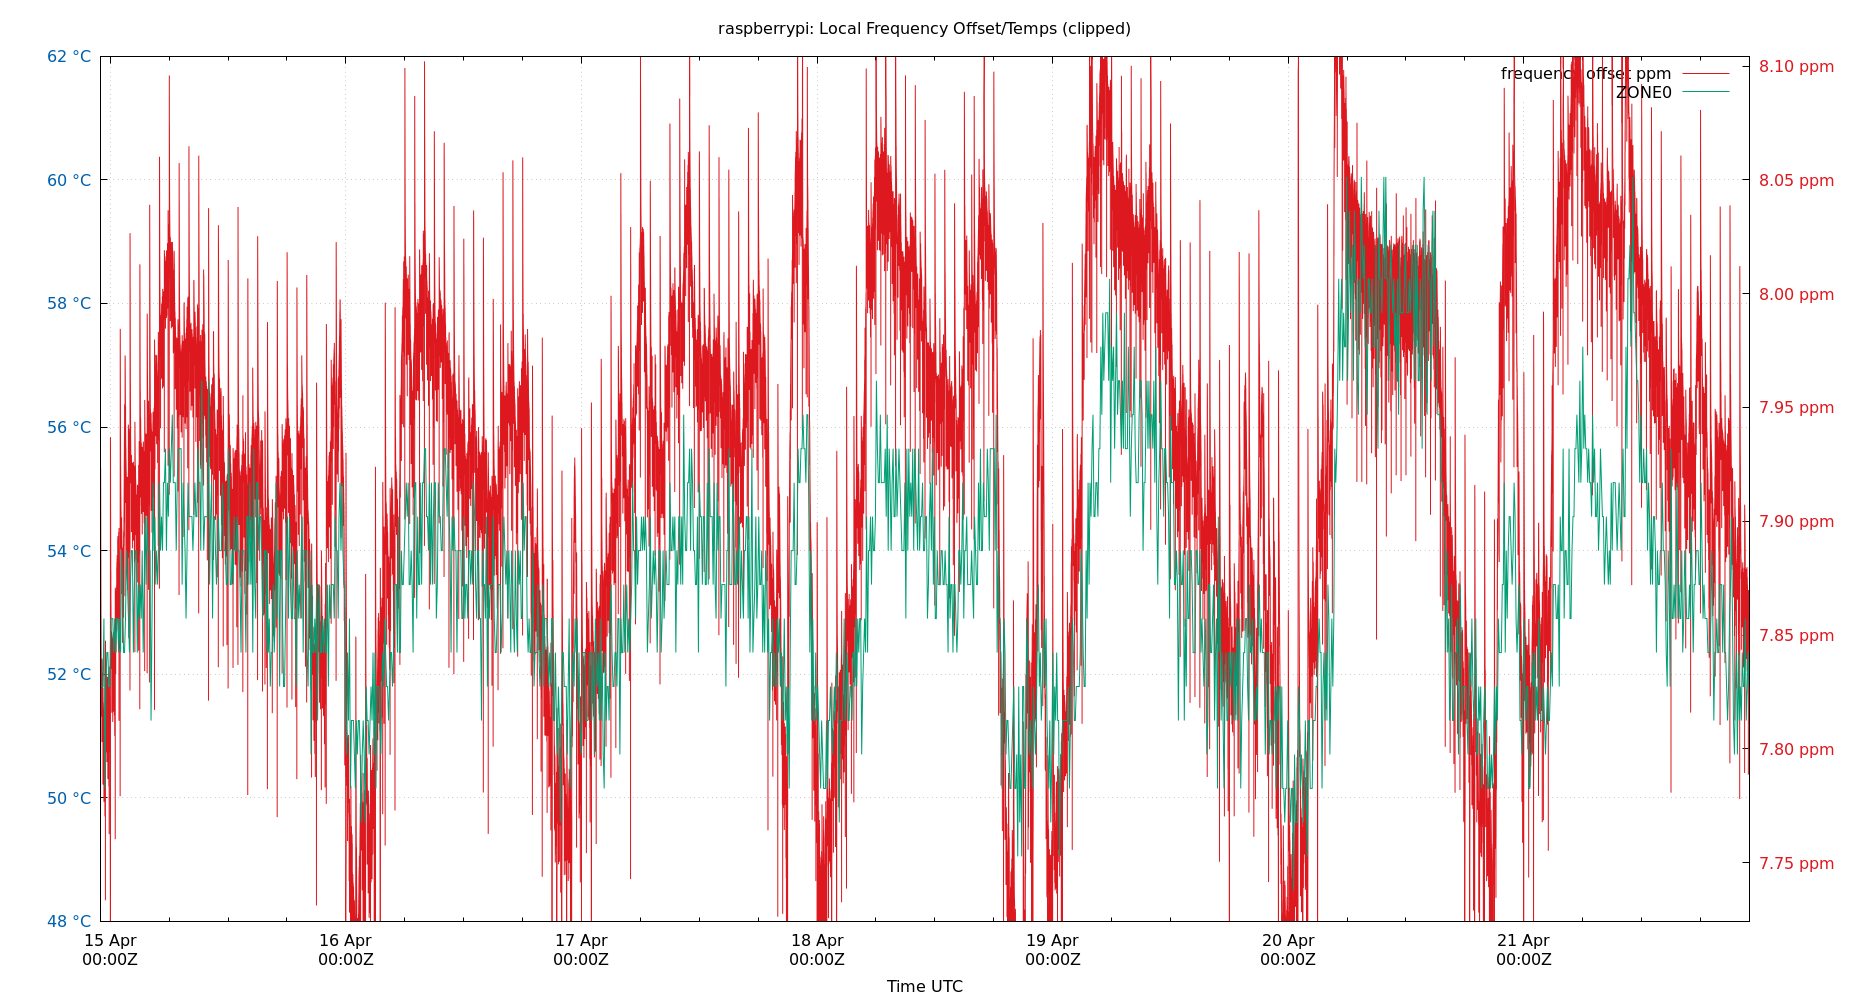 raspberrypi: Local Frequency Offset/Temps (clipped)
62 °C
60 °C
58 °C
56 °C
54 °C
52 °C
50 °C
48 °C
8.10 ppm
8.05 ppm
8.00 ppm
7.95 ppm
7.90 ppm
7.85 ppm
7.80 ppm
7.75 ppm
frequency offset ppm
ZONE0
15 Apr
00:00Z
16 Apr
00:00Z
17 Apr
00:00Z
18 Apr
00:00Z
19 Apr
00:00Z
20 Apr
00:00Z
21 Apr
00:00Z
Time UTC